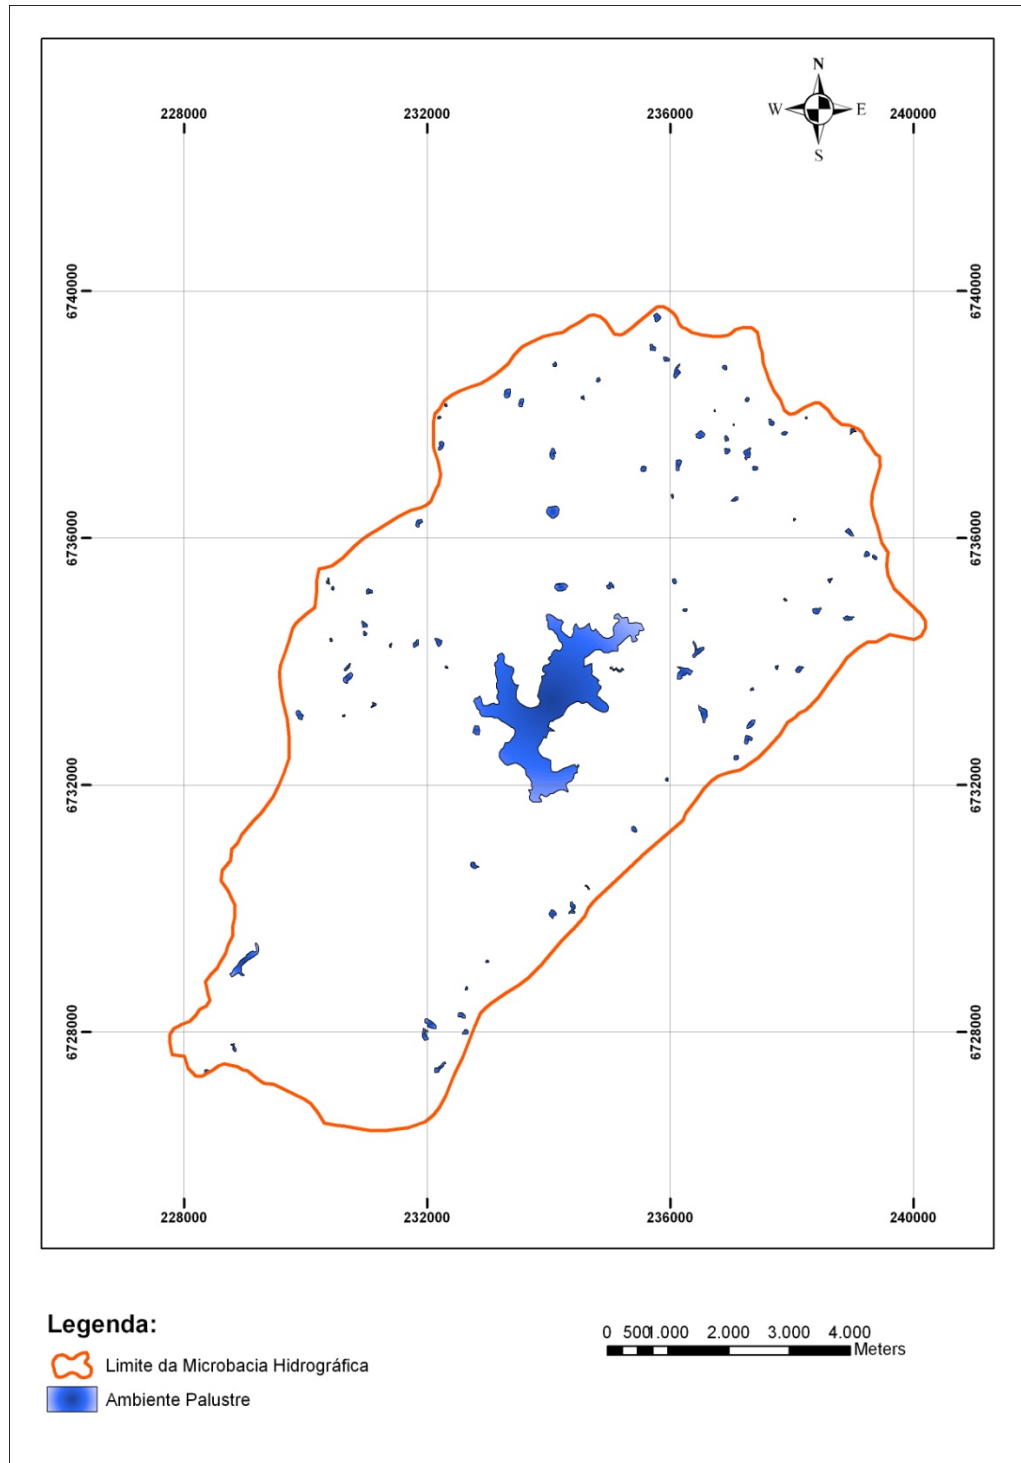 N
W E
S
228000 232000 236000 240000
6740000 6740000
6736000 6736000
6732000 6732000
6728000 6728000
228000 232000 236000 240000
Legenda:
Limite da Microbacia Hidrográfica
Ambiente Palustre
0 500 1.000 2.000 3.000 4.000
Meters